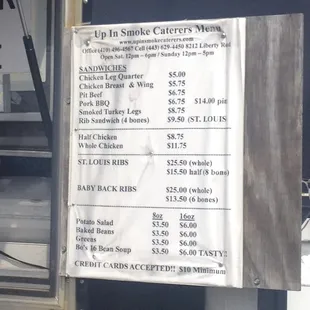 Up In Smoke Caterers Menu
www.upinsmokecaterers.com
Office (410) 496-4567 Cell (443) 629-4450 8212 Liberty Rd
Open Sat. 12pm – 6pm / Sunday 12pm – 5pm
SANDWICHES
Chicken Leg Quarter $5.00
Chicken Breast & Wing $5.75
Pit Beef $6.75
Pork BBQ $6.75 $14.00 pit
Smoked Turkey Legs $8.75
Rib Sandwich (4 bones) $9.50 (ST. LOUIS
Half Chicken $8.75
Whole Chicken $11.75
ST. LOUIS RIBS $25.50 (whole)
$15.50 half (8 bons)
BABY BACK RIBS $25.00 (whole)
$13.50 (6 bones)
8oz 16oz
Potato Salad $3.50 $6.00
Baked Beans $3.50 $6.00
Greens $3.50 $6.00
Bo's 16 Bean Soup $3.50 $6.00 TASTY!
CREDIT CARDS ACCEPTED!! $10 Minimum